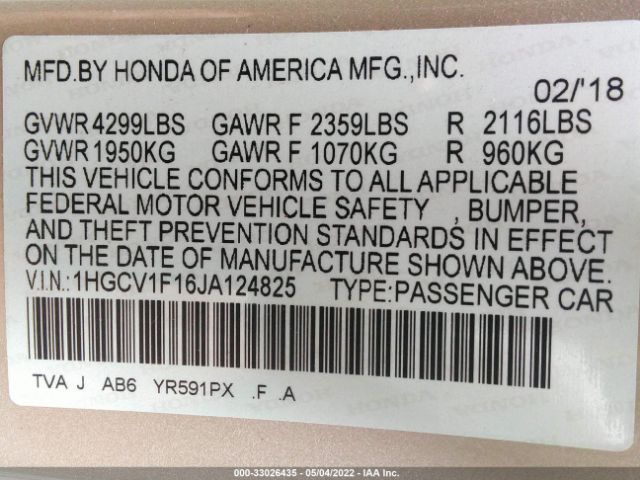 MFD.BY HONDA OF AMERICA MFG.,INC.
02/'18
GVWR 4299LBS GAWR F 2359LBS R 2116LBS
GVWR 1950KG GAWR F 1070KG R 960KG
THIS VEHICLE CONFORMS TO ALL APPLICABLE
FEDERAL MOTOR VEHICLE SAFETY , BUMPER,
AND THEFT PREVENTION STANDARDS IN EFFECT
ON THE DATE OF MANUFACTURE SHOWN ABOVE.
V.I.N.: 1HGCV1F16JA124825 TYPE:PASSENGER CAR
TVA J AB6 YR591PX .F .A
000-33026435 - 05/04/2022 - IAA Inc.